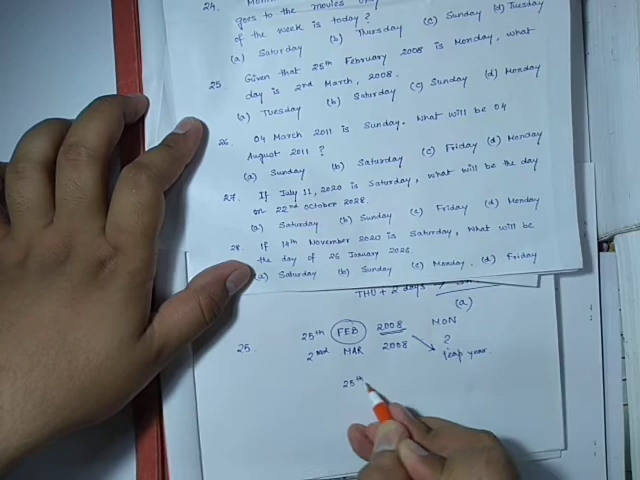 24.
goes to the movies only
of the week is today?
(a) Saturday (b) Thursday (c) Sunday (d) Tuesday
25. Given that 25th February 2008 is Monday, what
day is 2nd March, 2008.
(a) Tuesday (b) Saturday (c) Sunday (d) Monday
26. 04 March 2011 is Sunday. What will be 04
August 2011?
(a) Sunday (b) Saturday (c) Friday (d) Monday
27. If July 11, 2020 is Saturday, what will be the day
on 22nd October 2028.
(a) Saturday (b) Sunday (c) Friday (d) Monday
28. If 14th November 2020 is Saturday, what will be
the day of 26 January 2026.
(a) Saturday (b) Sunday (c) Monday. (d) Friday
THU + 2 days
(a)
25. 25th FEB 2008 MON
2nd MAR 2008 ?
leap year.
25th